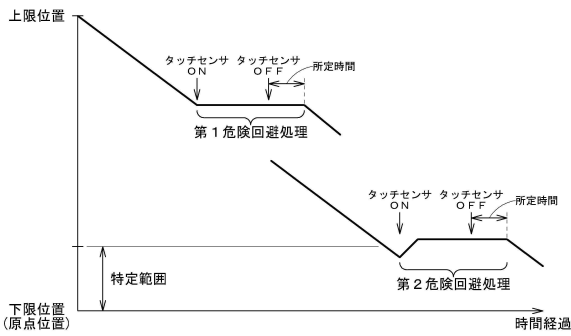 上限位置
タッチセンサ
ON
タッチセンサ
OFF
所定時間
第1危険回避処理
タッチセンサ
ON
タッチセンサ
OFF
所定時間
特定範囲
第2危険回避処理
下限位置
(原点位置)
時間経過